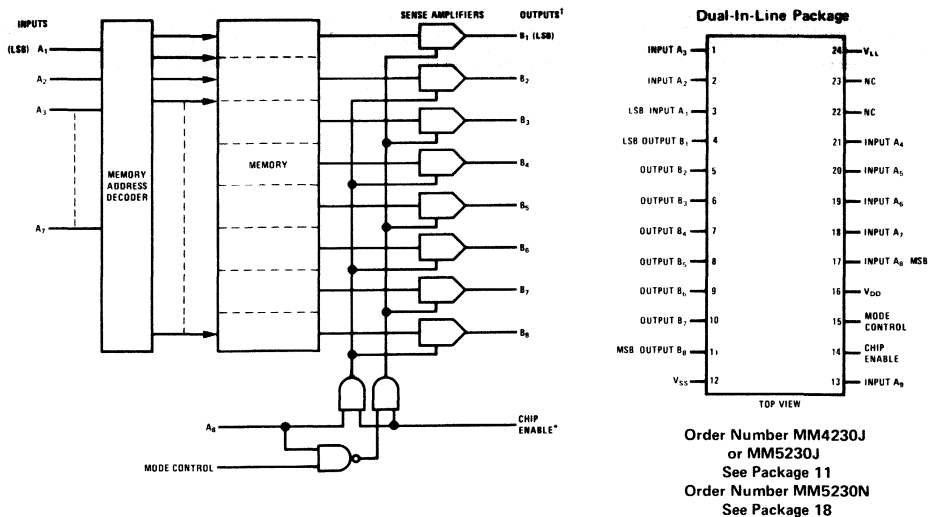 INPUTS
(LSB) A₁
A₂
A₃
A₇
MEMORY
ADDRESS
DECODER
MEMORY
SENSE AMPLIFIERS
OUTPUTS†
B₁ (LSB)
B₂
B₃
B₄
B₅
B₆
B₇
B₈
A₈
MODE CONTROL
CHIP
ENABLE*
Dual-In-Line Package
INPUT A₃ 1
INPUT A₂ 2
LSB INPUT A₁ 3
LSB OUTPUT B₁ 4
OUTPUT B₂ 5
OUTPUT B₃ 6
OUTPUT B₄ 7
OUTPUT B₅ 8
OUTPUT B₆ 9
OUTPUT B₇ 10
MSB OUTPUT B₈ 11
VSS 12
24 VLL
23 NC
22 NC
21 INPUT A₄
20 INPUT A₅
19 INPUT A₆
18 INPUT A₇
17 INPUT A₈ MSB
16 VDD
15 MODE
CONTROL
14 CHIP
ENABLE
13 INPUT A₉
TOP VIEW
Order Number MM4230J
or MM5230J
See Package 11
Order Number MM5230N
See Package 18